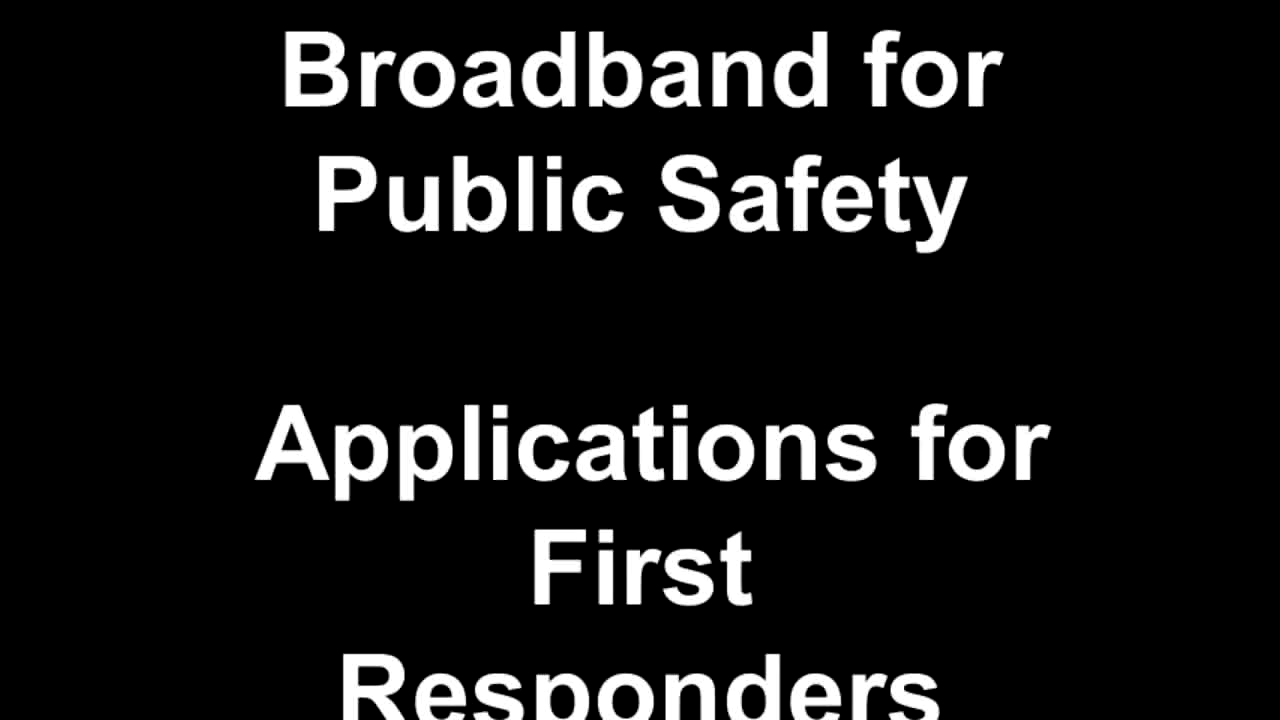 Broadband for
Public Safety
Applications for
First
Responders